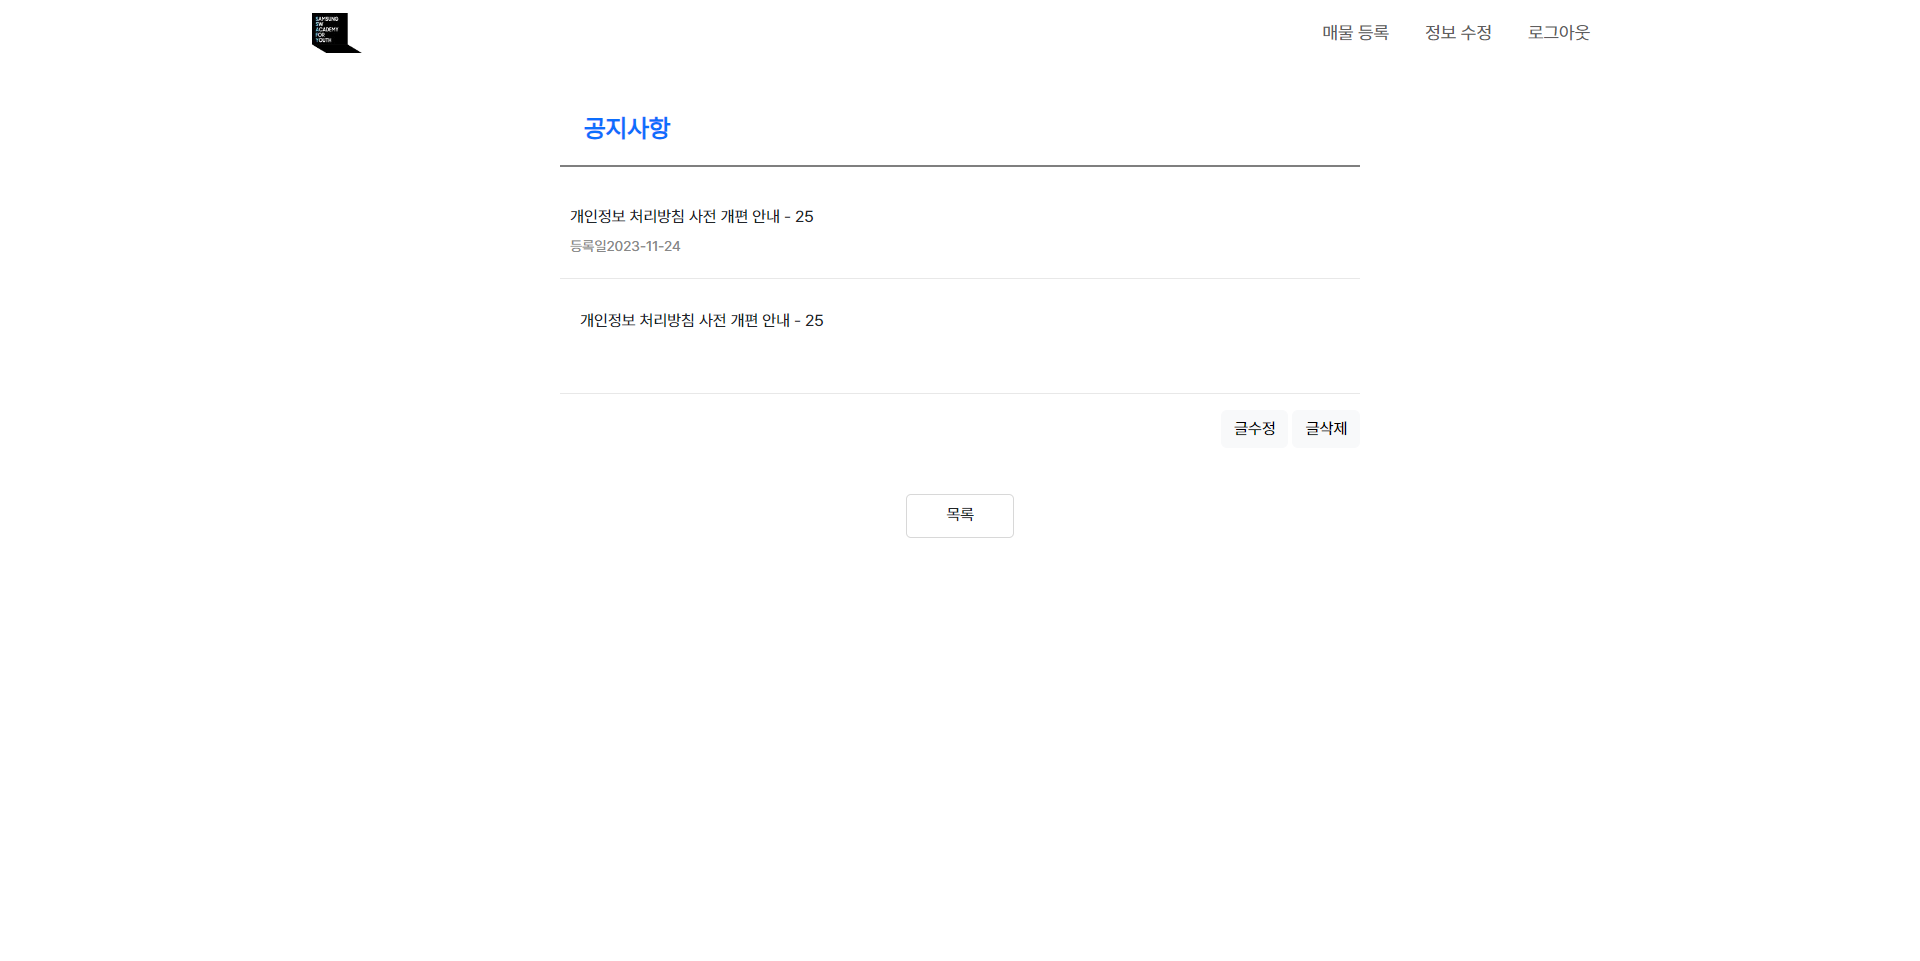 SAMSUNG
SW
ACADEMY
FOR
YOUTH
매물 등록 정보 수정 로그아웃
공지사항
개인정보 처리방침 사전 개편 안내 - 25
등록일2023-11-24
개인정보 처리방침 사전 개편 안내 - 25
글수정 글삭제
목록